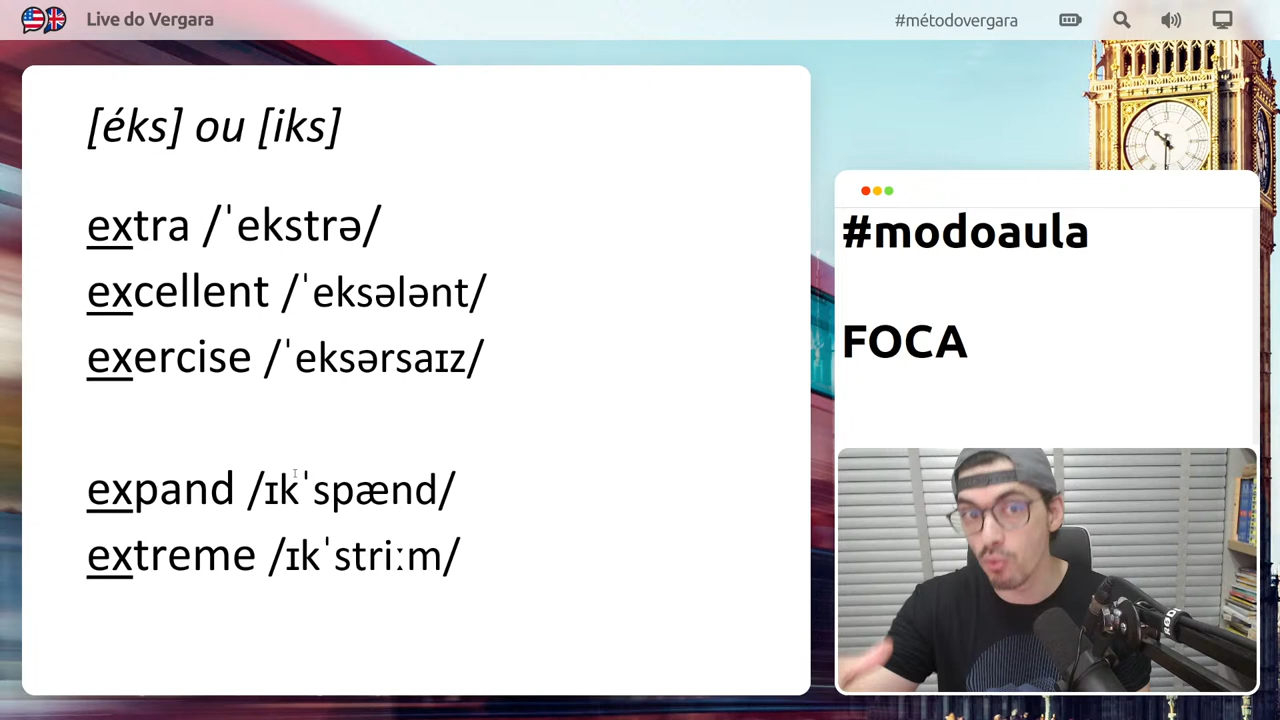 Live do Vergara
#métodovergara
[éks] ou [iks]
extra /ˈekstrə/
excellent /ˈeksələnt/
exercise /ˈeksərsaɪz/
expand /ɪkˈspænd/
extreme /ɪkˈstriːm/
#modoaula
FOCA
RØDE